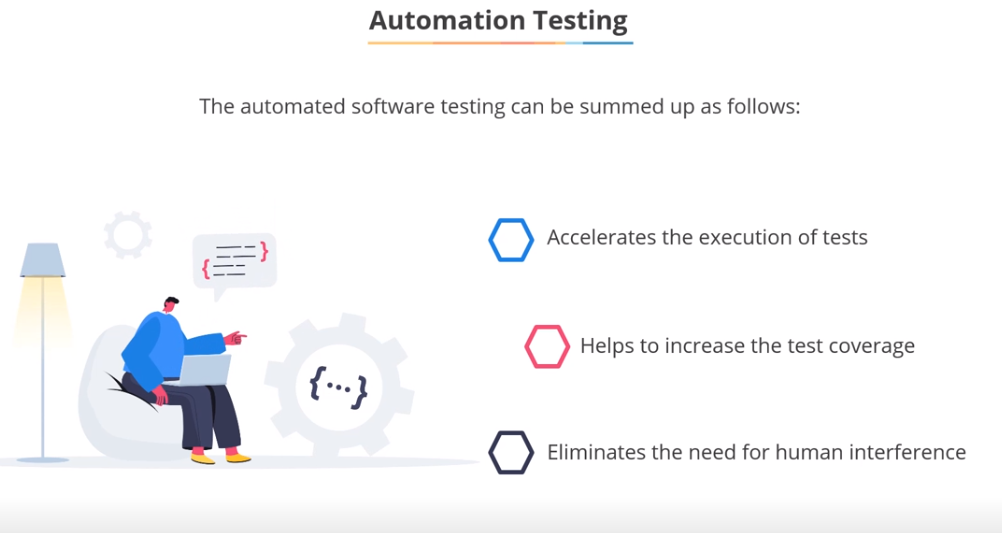 Automation Testing
The automated software testing can be summed up as follows:
Accelerates the execution of tests
Helps to increase the test coverage
{...}
Eliminates the need for human interference